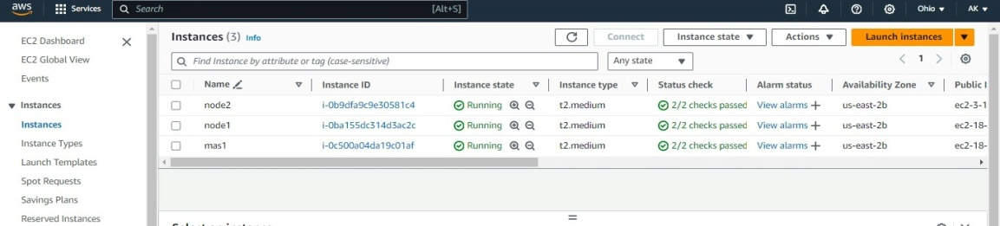 aws Services Search [Alt+S] Ohio AK
EC2 Dashboard
EC2 Global View
Events
Instances
Instances
Instance Types
Launch Templates
Spot Requests
Savings Plans
Reserved Instances
Instances (3) Info Connect Instance state Actions Launch instances
Find Instance by attribute or tag (case-sensitive) Any state 1
Name Instance ID Instance state Instance type Status check Alarm status Availability Zone Public I
node2 i-0b9dfa9c9e30581c4 Running t2.medium 2/2 checks passed View alarms + us-east-2b ec2-3-1
node1 i-0ba155dc314d3ac2c Running t2.medium 2/2 checks passed View alarms + us-east-2b ec2-18-
mas1 i-0c500a04da19c01af Running t2.medium 2/2 checks passed View alarms + us-east-2b ec2-18-